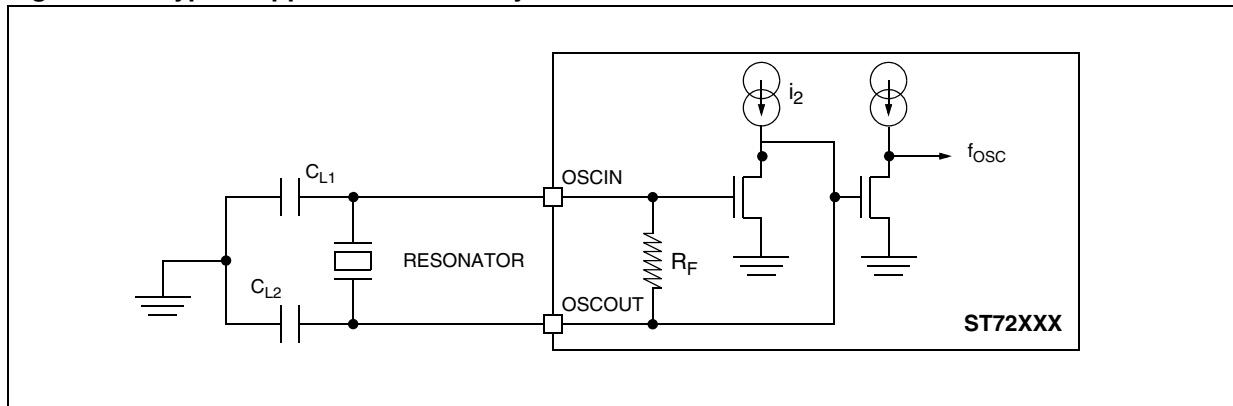 i2
fOSC
CL1
OSCIN
RESONATOR
RF
CL2
OSCOUT
ST72XXX